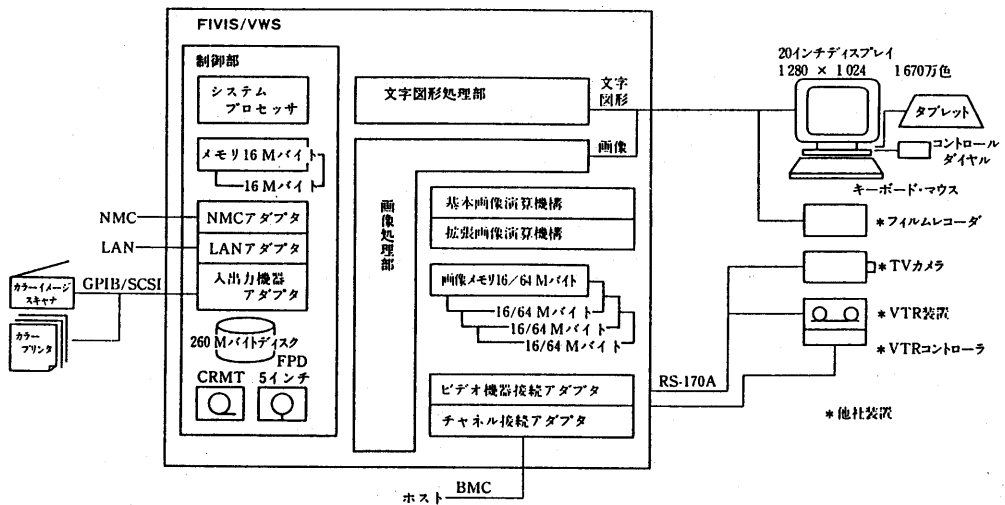 FIVIS/VWS
制御部
システム
プロセッサ
メモリ16Mバイト
16Mバイト
NMC
NMCアダプタ
LAN
LANアダプタ
GPIB/SCSI
入出力機器
アダプタ
カラーイメージ
スキャナ
カラー
プリンタ
260Mバイトディスク
FPD
CRMT
5インチ
文字図形処理部
文字
図形
画像
画像処理部
基本画像演算機構
拡張画像演算機構
画像メモリ16/64Mバイト
16/64Mバイト
16/64Mバイト
16/64Mバイト
ビデオ機器接続アダプタ
チャネル接続アダプタ
RS-170A
ホスト
BMC
20インチディスプレイ
1280 × 1024
1670万色
タブレット
コントロール
ダイヤル
キーボード・マウス
*フィルムレコーダ
*TVカメラ
*VTR装置
*VTRコントローラ
*他社装置